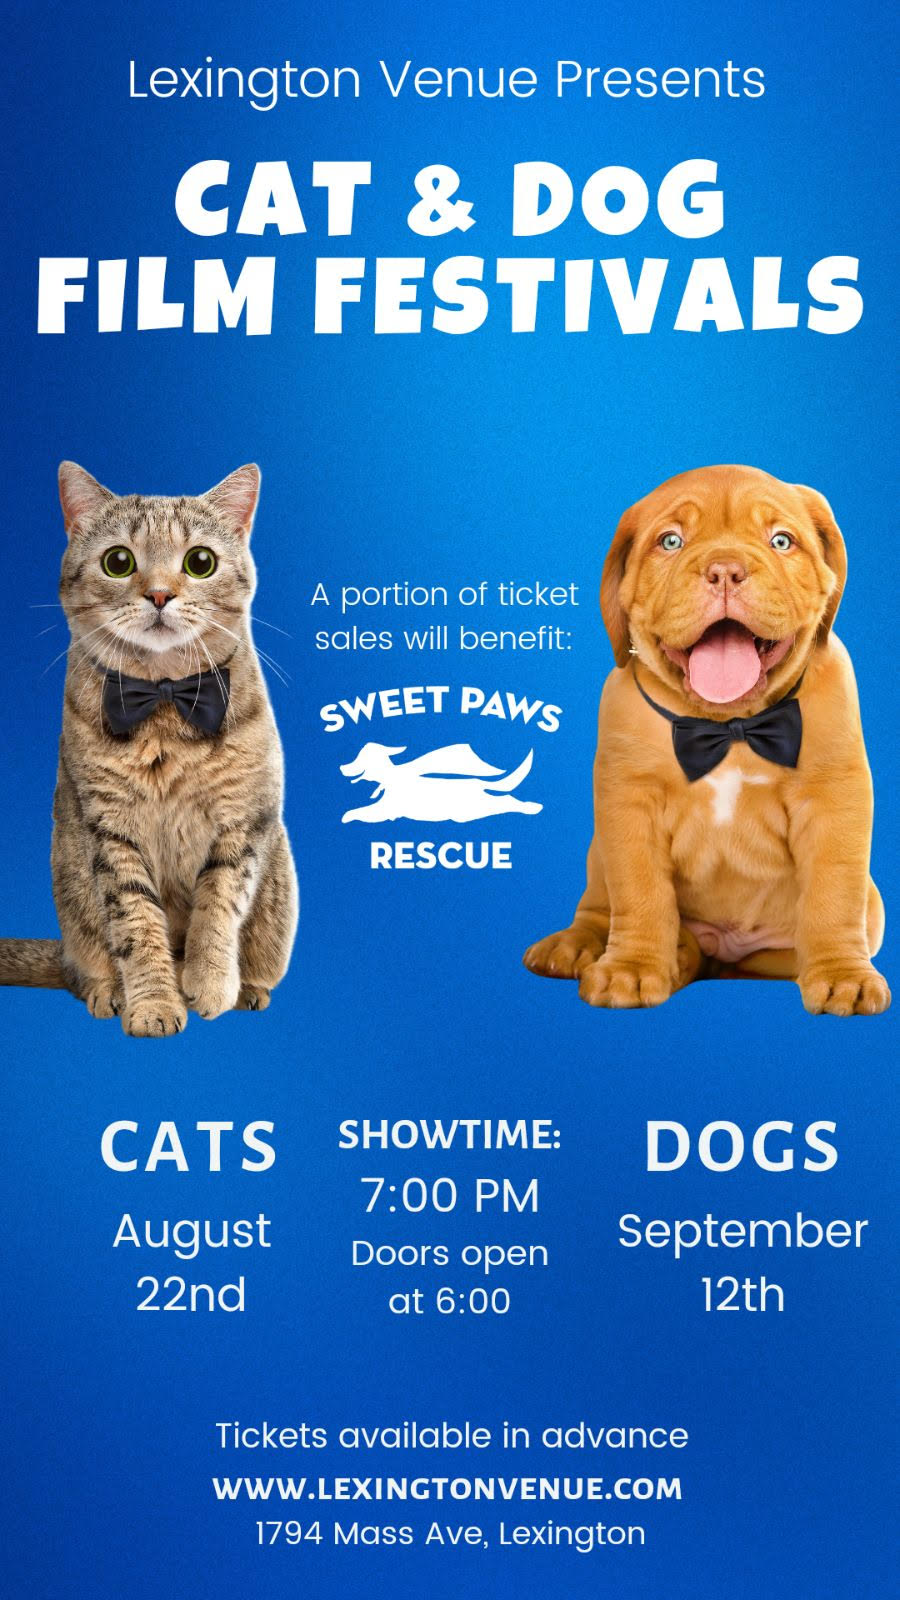 Lexington Venue Presents
CAT & DOG
FILM FESTIVALS
A portion of ticket
sales will benefit:
SWEET PAWS
RESCUE
CATS
August
22nd
SHOWTIME:
7:00 PM
Doors open
at 6:00
DOGS
September
12th
Tickets available in advance
WWW.LEXINGTONVENUE.COM
1794 Mass Ave, Lexington